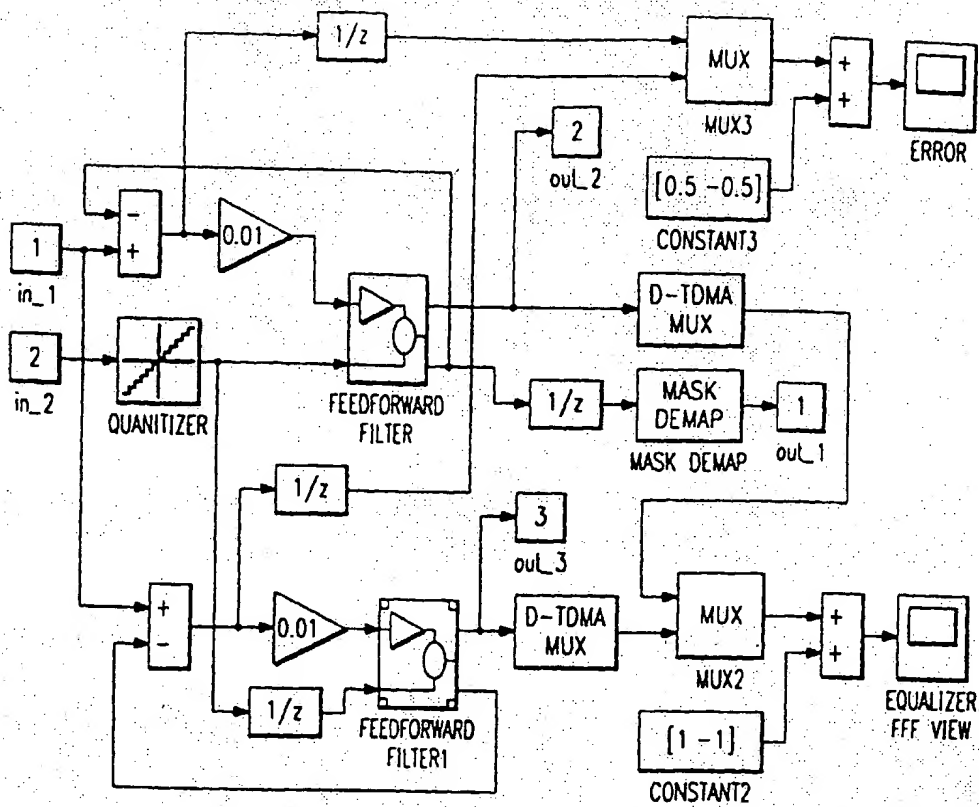 1/z
MUX
MUX3
+
+
ERROR
2
out_2
[0.5 -0.5]
CONSTANT3
-
+
0.01
1
in_1
2
in_2
QUANITIZER
FEEDFORWARD
FILTER
D-TDMA
MUX
1/z
MASK
DEMAP
MASK DEMAP
1
out_1
1/z
3
out_3
+
-
0.01
1/z
FEEDFORWARD
FILTER1
D-TDMA
MUX
MUX
MUX2
+
+
EQUALIZER
FFF VIEW
[1 -1]
CONSTANT2